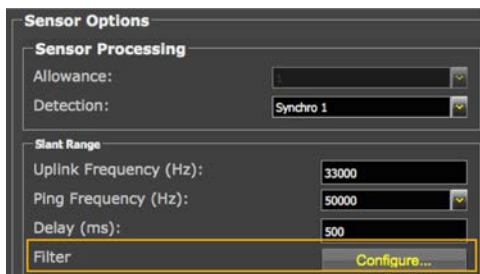 Sensor Options
Sensor Processing
Allowance: 1
Detection: Synchro 1
Slant Range
Uplink Frequency (Hz): 33000
Ping Frequency (Hz): 50000
Delay (ms): 500
Filter Configure...